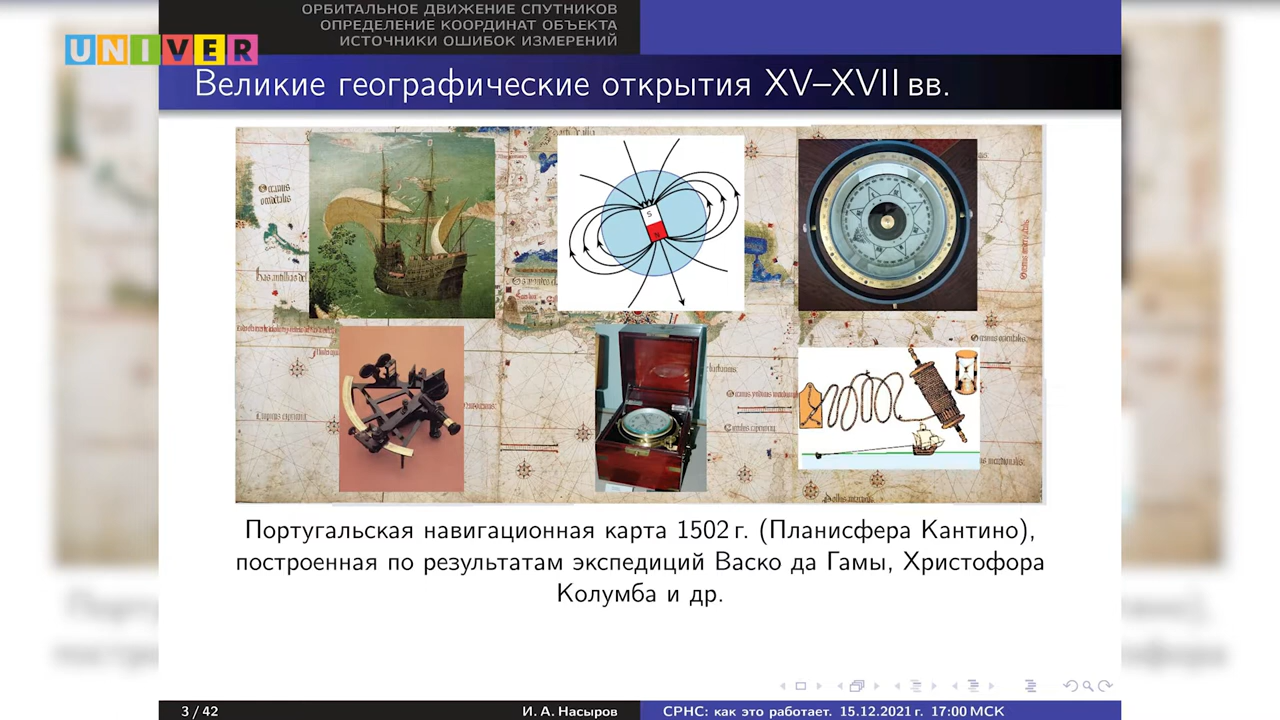 ОРБИТАЛЬНОЕ ДВИЖЕНИЕ СПУТНИКОВ
ОПРЕДЕЛЕНИЕ КООРДИНАТ ОБЪЕКТА
ИСТОЧНИКИ ОШИБОК ИЗМЕРЕНИЙ
UNIVER
Великие географические открытия XV–XVII вв.
S
N
Португальская навигационная карта 1502 г. (Планисфера Кантино),
построенная по результатам экспедиций Васко да Гамы, Христофора
Колумба и др.
3 / 42
И. А. Насыров
СРНС: как это работает. 15.12.2021 г. 17:00 МСК